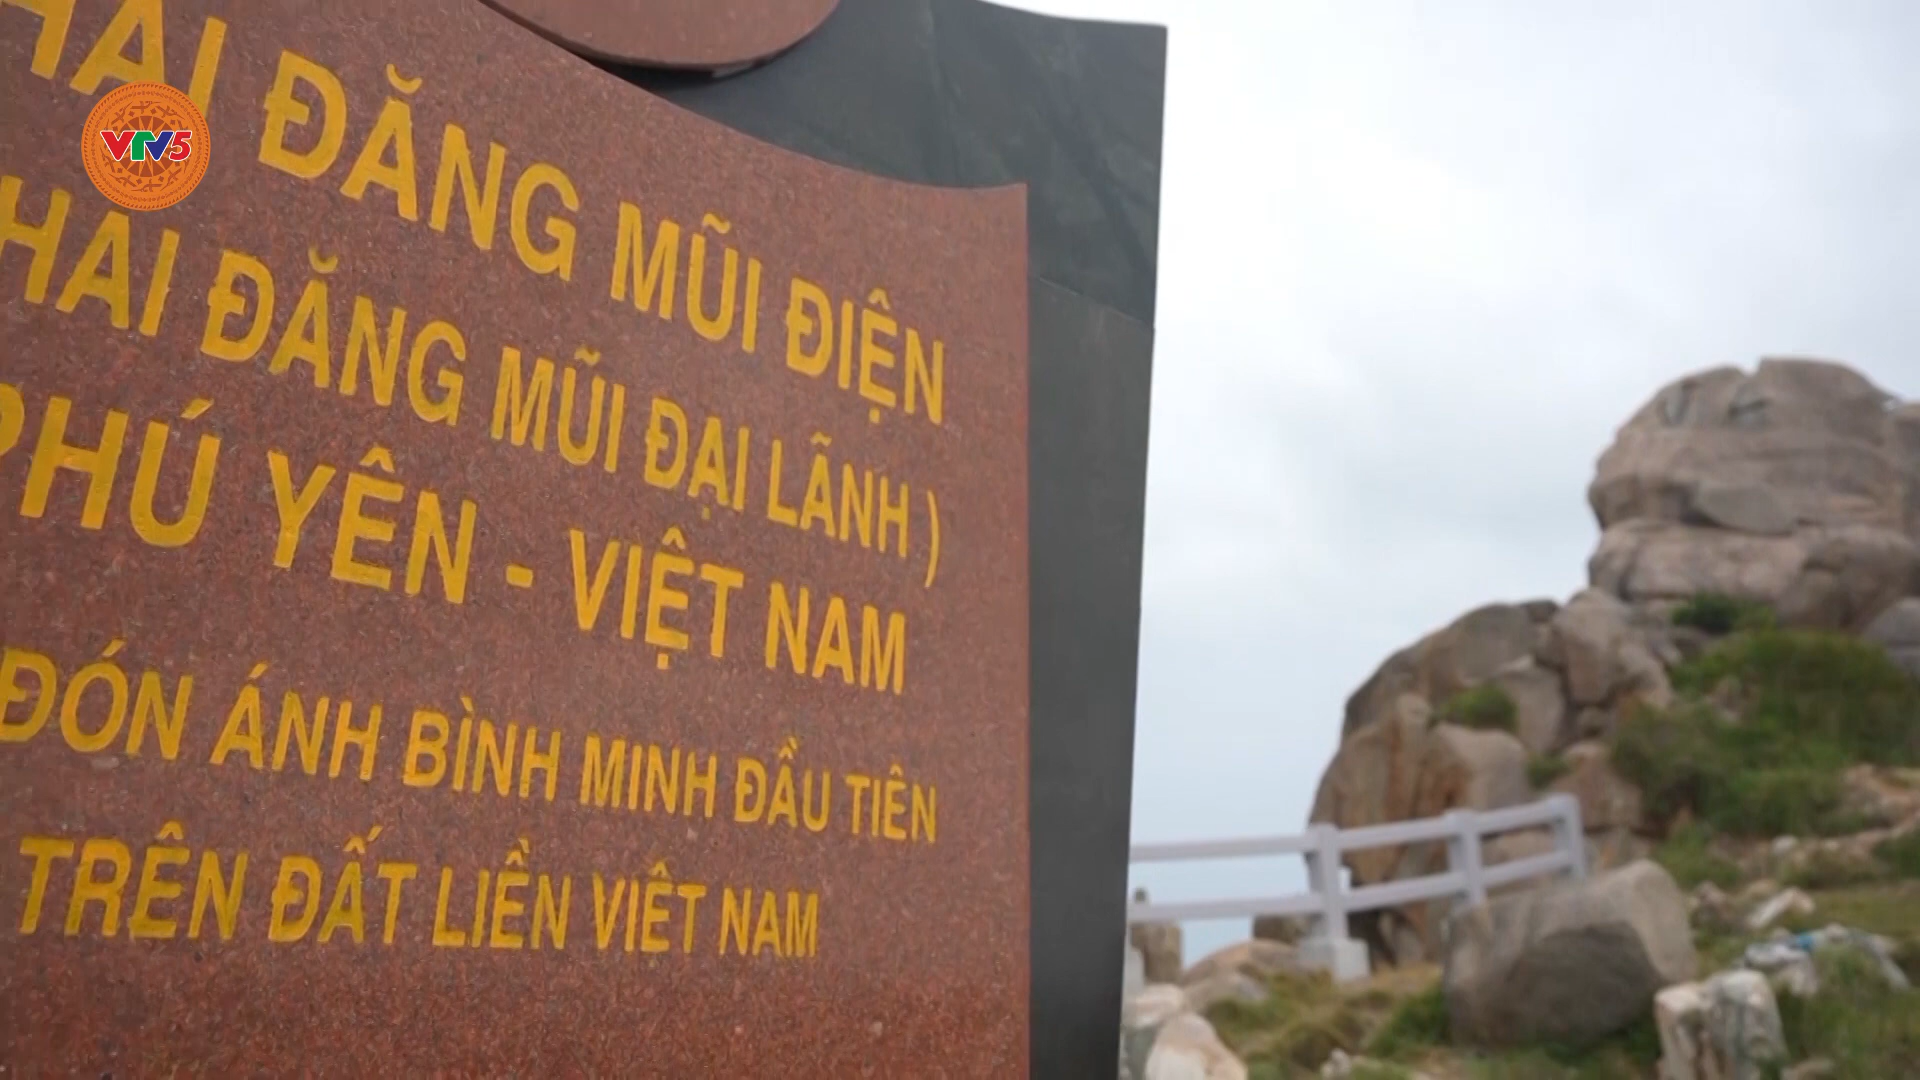 HẢI ĐĂNG MŨI ĐIỆN
HẢI ĐĂNG MŨI ĐẠI LÃNH )
PHÚ YÊN - VIỆT NAM
ĐÓN ÁNH BÌNH MINH ĐẦU TIÊN
TRÊN ĐẤT LIỀN VIỆT NAM
VTV5